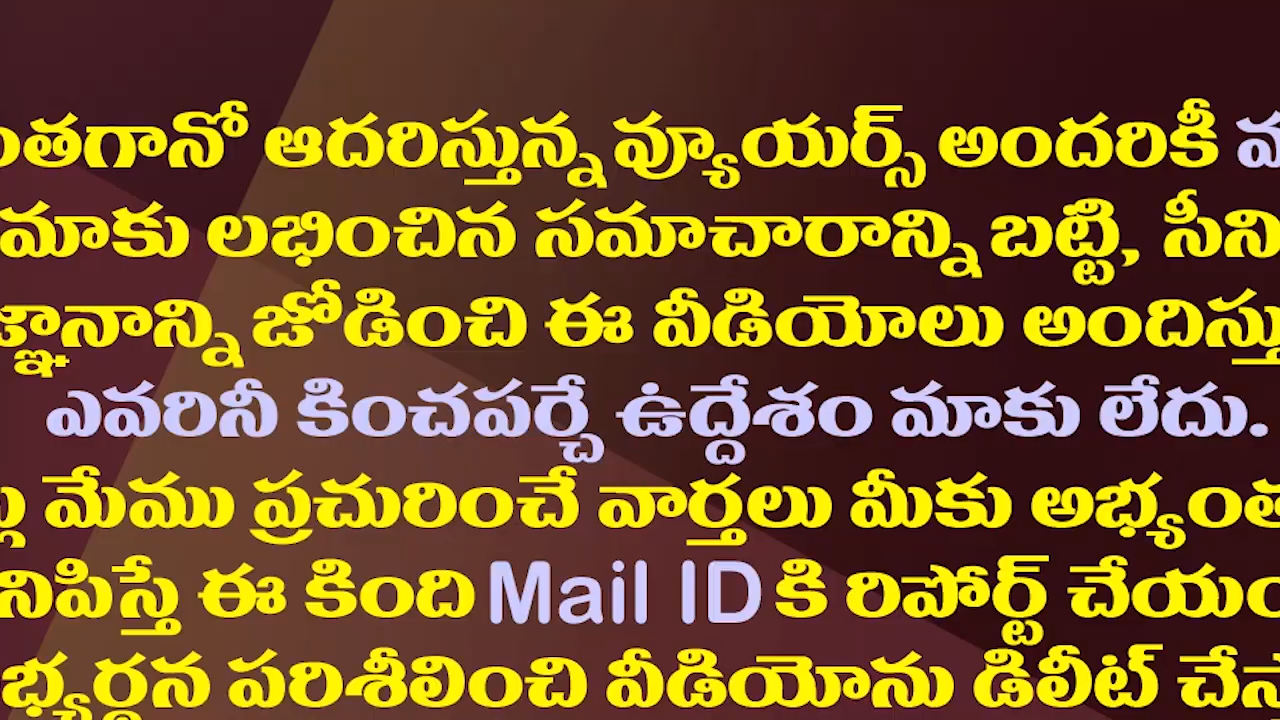 ంతగానో ఆదరిస్తున్న వ్యూయర్స్ అందరికీ
మాకు లభించిన సమాచారాన్ని బట్టి, సీని
జ్ఞానాన్ని జోడించి ఈ వీడియోలు అందిస్తు
ఎవరినీ కించపర్చే ఉద్దేశం మాకు లేదు.
మేము ప్రచురించే వార్తలు మీకు అభ్యంత
నిపిస్తే ఈ కింది Mail ID కి రిపోర్ట్ చేయం
భ్యర్థన పరిశీలించి వీడియోను డిలీట్ చేస